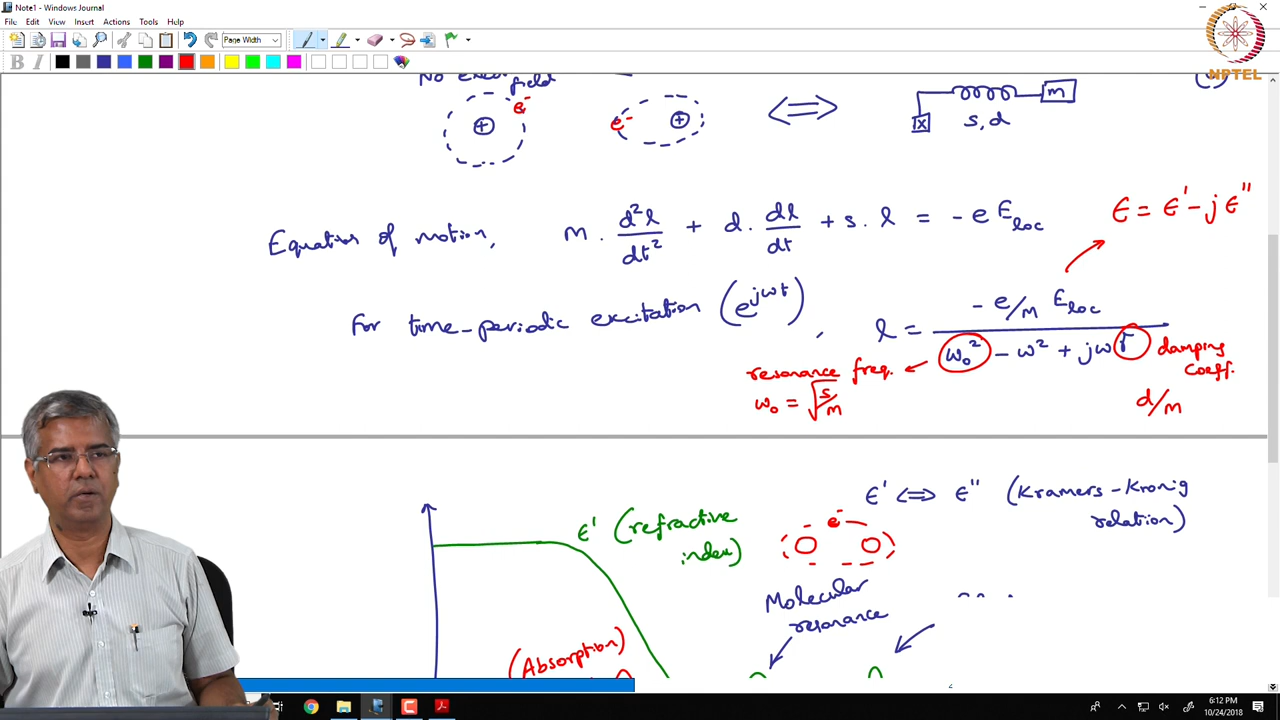 Note1 - Windows Journal
File Edit View Insert Actions Tools Help
Page Width
NPTEL
No
field
e-
+
e-
+
⟺
m
x
s, d
Equation of motion, m. d²l/dt² + d. dl/dt + s. l = -e E_loc
ϵ = ϵ' - jϵ''
For time-periodic excitation (e^jωt), l = (-e/m E_loc)/(ω₀² - ω² + jωΓ)
resonance freq.
ω₀ = √(s/m)
damping
Coeff.
d/m
ϵ' ⟺ ϵ'' (Kramers-Kronig
relation)
ϵ' (refractive
index)
e-
Molecular
resonance
(Absorption)
6:12 PM
10/24/2018